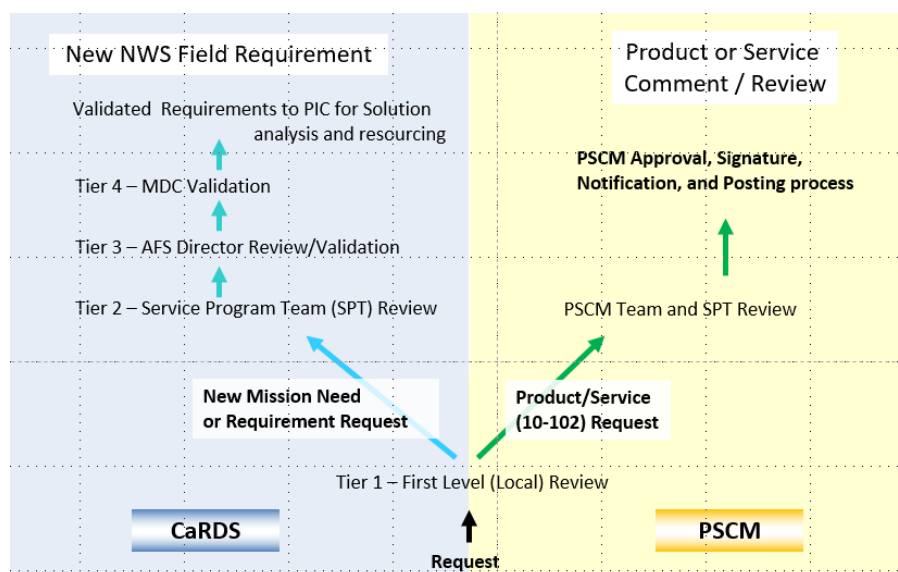 New NWS Field Requirement
Validated Requirements to PIC for Solution
analysis and resourcing
Tier 4 – MDC Validation
Tier 3 – AFS Director Review/Validation
Tier 2 – Service Program Team (SPT) Review
New Mission Need
or Requirement Request
Product or Service
Comment / Review
PSCM Approval, Signature,
Notification, and Posting process
PSCM Team and SPT Review
Product/Service
(10-102) Request
Tier 1 – First Level (Local) Review
CaRDS
PSCM
Request